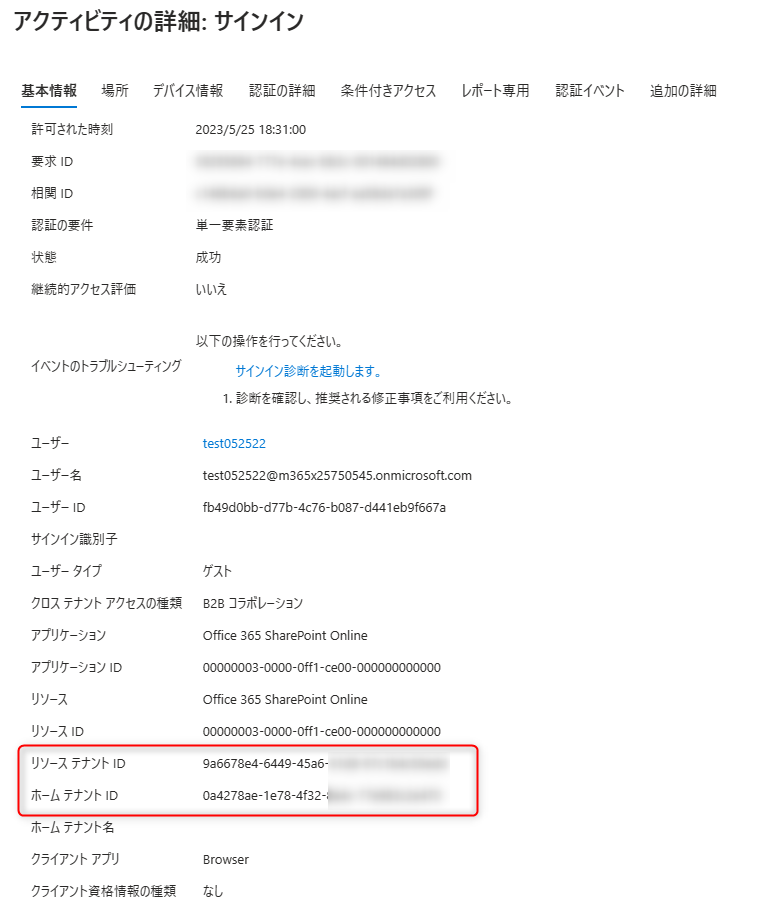 アクティビティの詳細: サインイン
基本情報 場所 デバイス情報 認証の詳細 条件付きアクセス レポート専用 認証イベント 追加の詳細
許可された時刻 2023/5/25 18:31:00
要求 ID
相関 ID
認証の要件 単一要素認証
状態 成功
継続的アクセス評価 いいえ
以下の操作を行ってください。
イベントのトラブルシューティング
サインイン診断を起動します。
1. 診断を確認し、推奨される修正事項をご利用ください。
ユーザー test052522
ユーザー名 test052522@m365x25750545.onmicrosoft.com
ユーザー ID fb49d0bb-d77b-4c76-b087-d441eb9f667a
サインイン識別子
ユーザー タイプ ゲスト
クロス テナント アクセスの種類 B2B コラボレーション
アプリケーション Office 365 SharePoint Online
アプリケーション ID 00000003-0000-0ff1-ce00-000000000000
リソース Office 365 SharePoint Online
リソース ID 00000003-0000-0ff1-ce00-000000000000
リソース テナント ID 9a6678e4-6449-45a6-
ホーム テナント ID 0a4278ae-1e78-4f32-
ホーム テナント名
クライアント アプリ Browser
クライアント資格情報の種類 なし